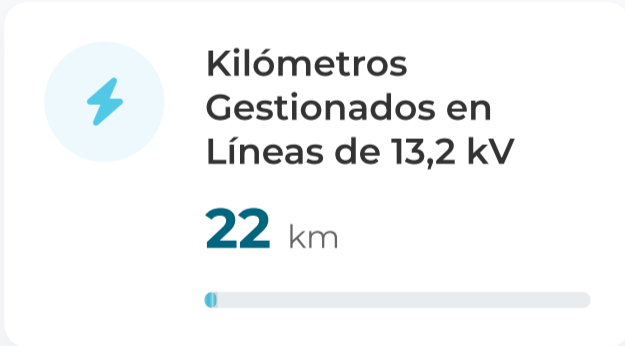 Kilómetros
Gestionados en
Líneas de 13,2 kV
22 km